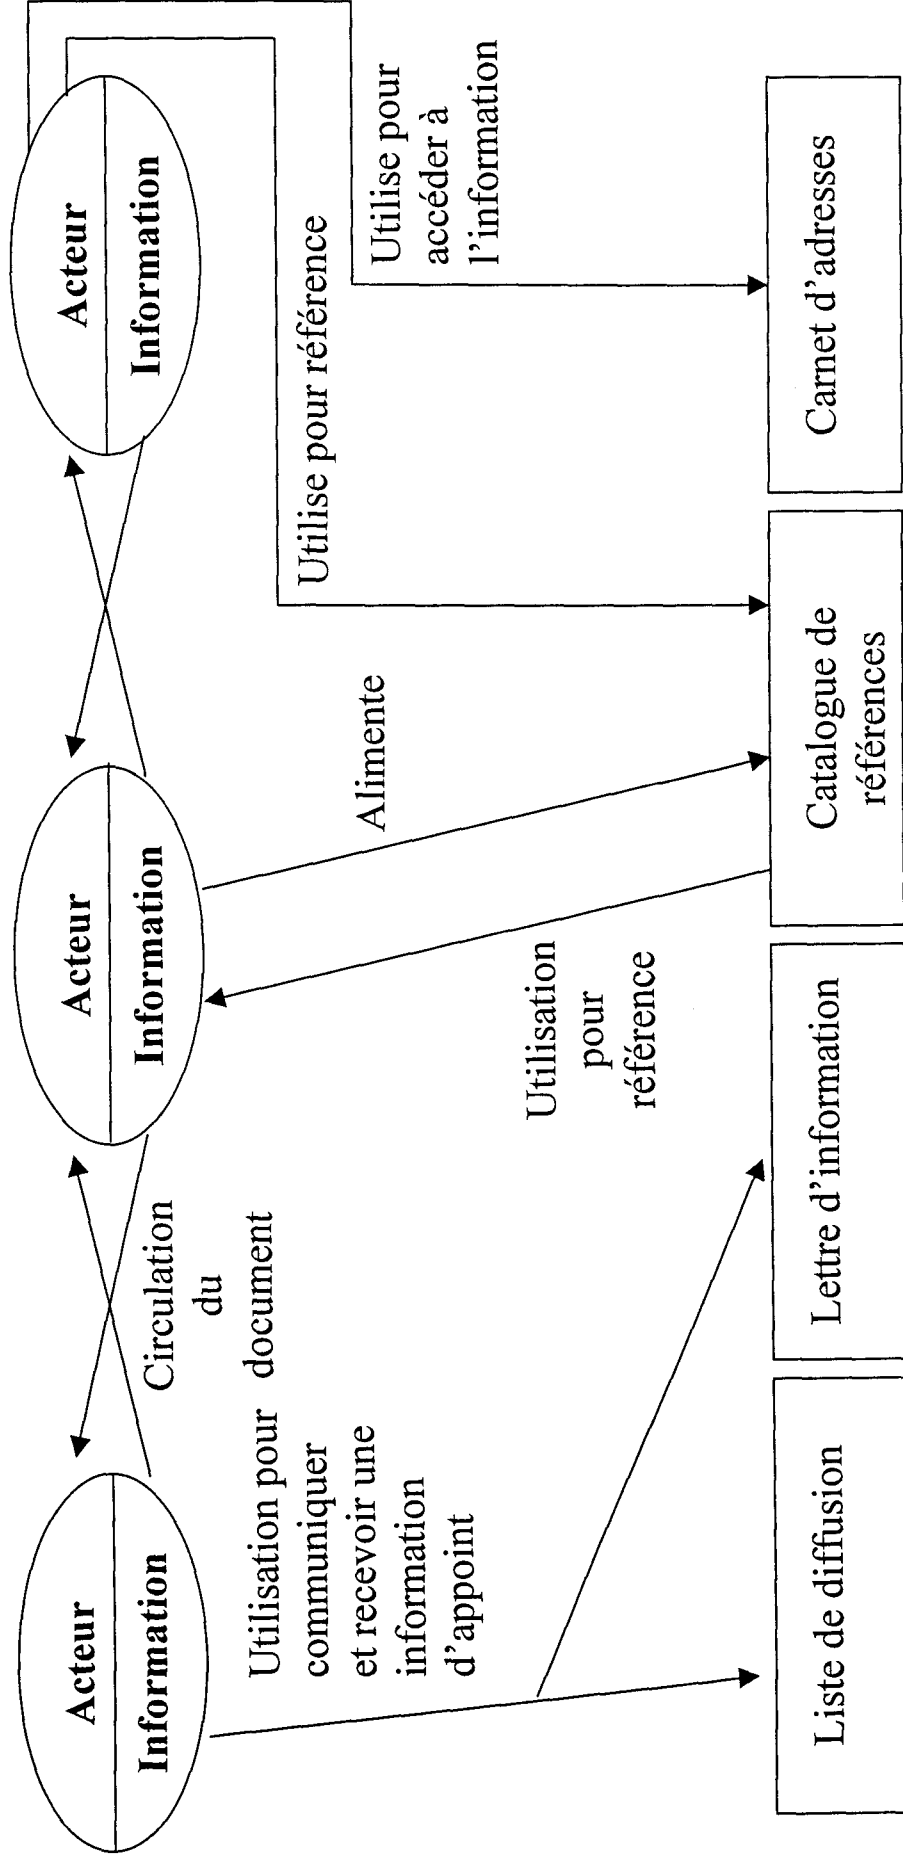 Acteur
Information
Acteur
Information
Acteur
Information
Circulation
du
document
Utilisation pour
communiquer
et recevoir une
information
d'appoint
Utilisation
pour
référence
Alimente
Utilise pour référence
Utilise pour
accéder à
l'information
Liste de diffusion
Lettre d'information
Catalogue de
références
Carnet d'adresses